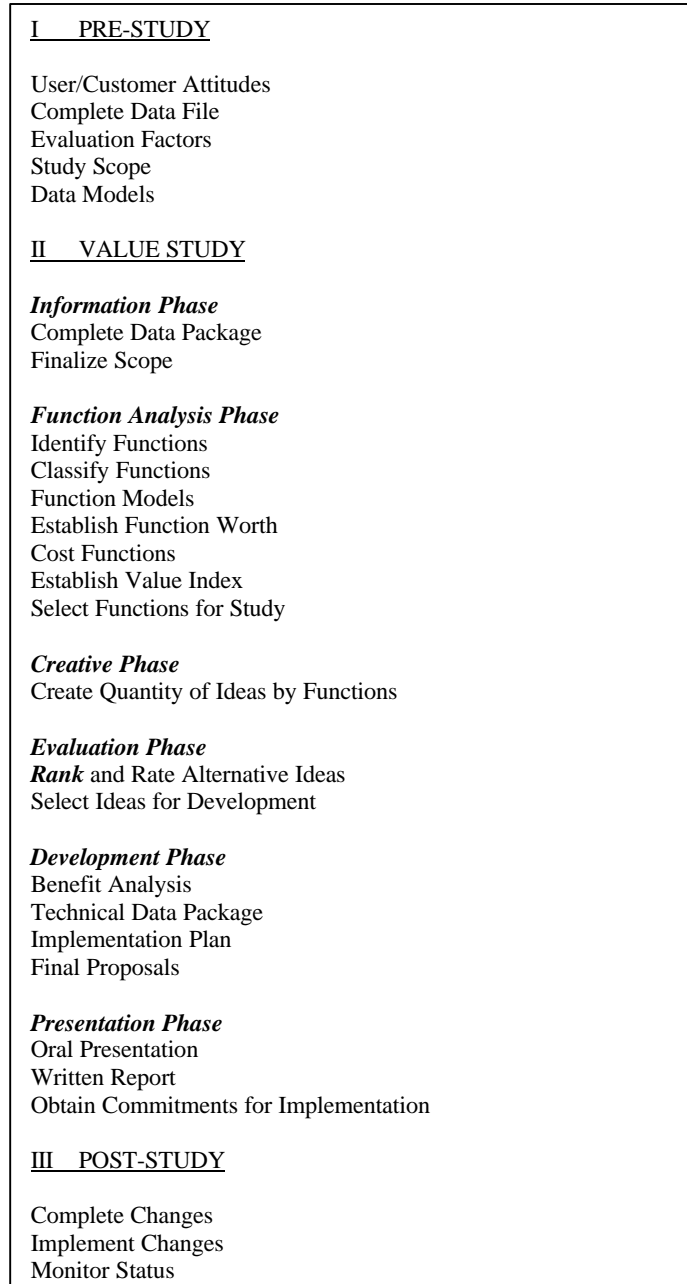 I PRE-STUDY
User/Customer Attitudes
Complete Data File
Evaluation Factors
Study Scope
Data Models
II VALUE STUDY
Information Phase
Complete Data Package
Finalize Scope
Function Analysis Phase
Identify Functions
Classify Functions
Function Models
Establish Function Worth
Cost Functions
Establish Value Index
Select Functions for Study
Creative Phase
Create Quantity of Ideas by Functions
Evaluation Phase
Rank and Rate Alternative Ideas
Select Ideas for Development
Development Phase
Benefit Analysis
Technical Data Package
Implementation Plan
Final Proposals
Presentation Phase
Oral Presentation
Written Report
Obtain Commitments for Implementation
III POST-STUDY
Complete Changes
Implement Changes
Monitor Status